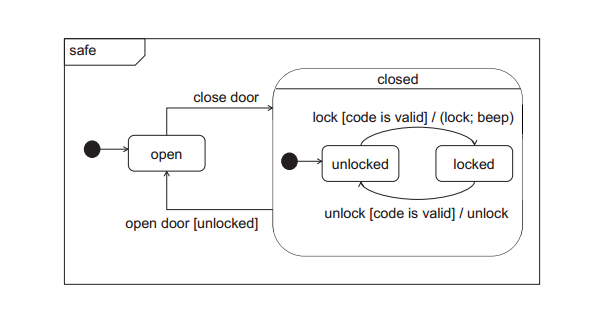 safe
closed
close door
lock [code is valid] / (lock; beep)
open
unlocked
locked
unlock [code is valid] / unlock
open door [unlocked]